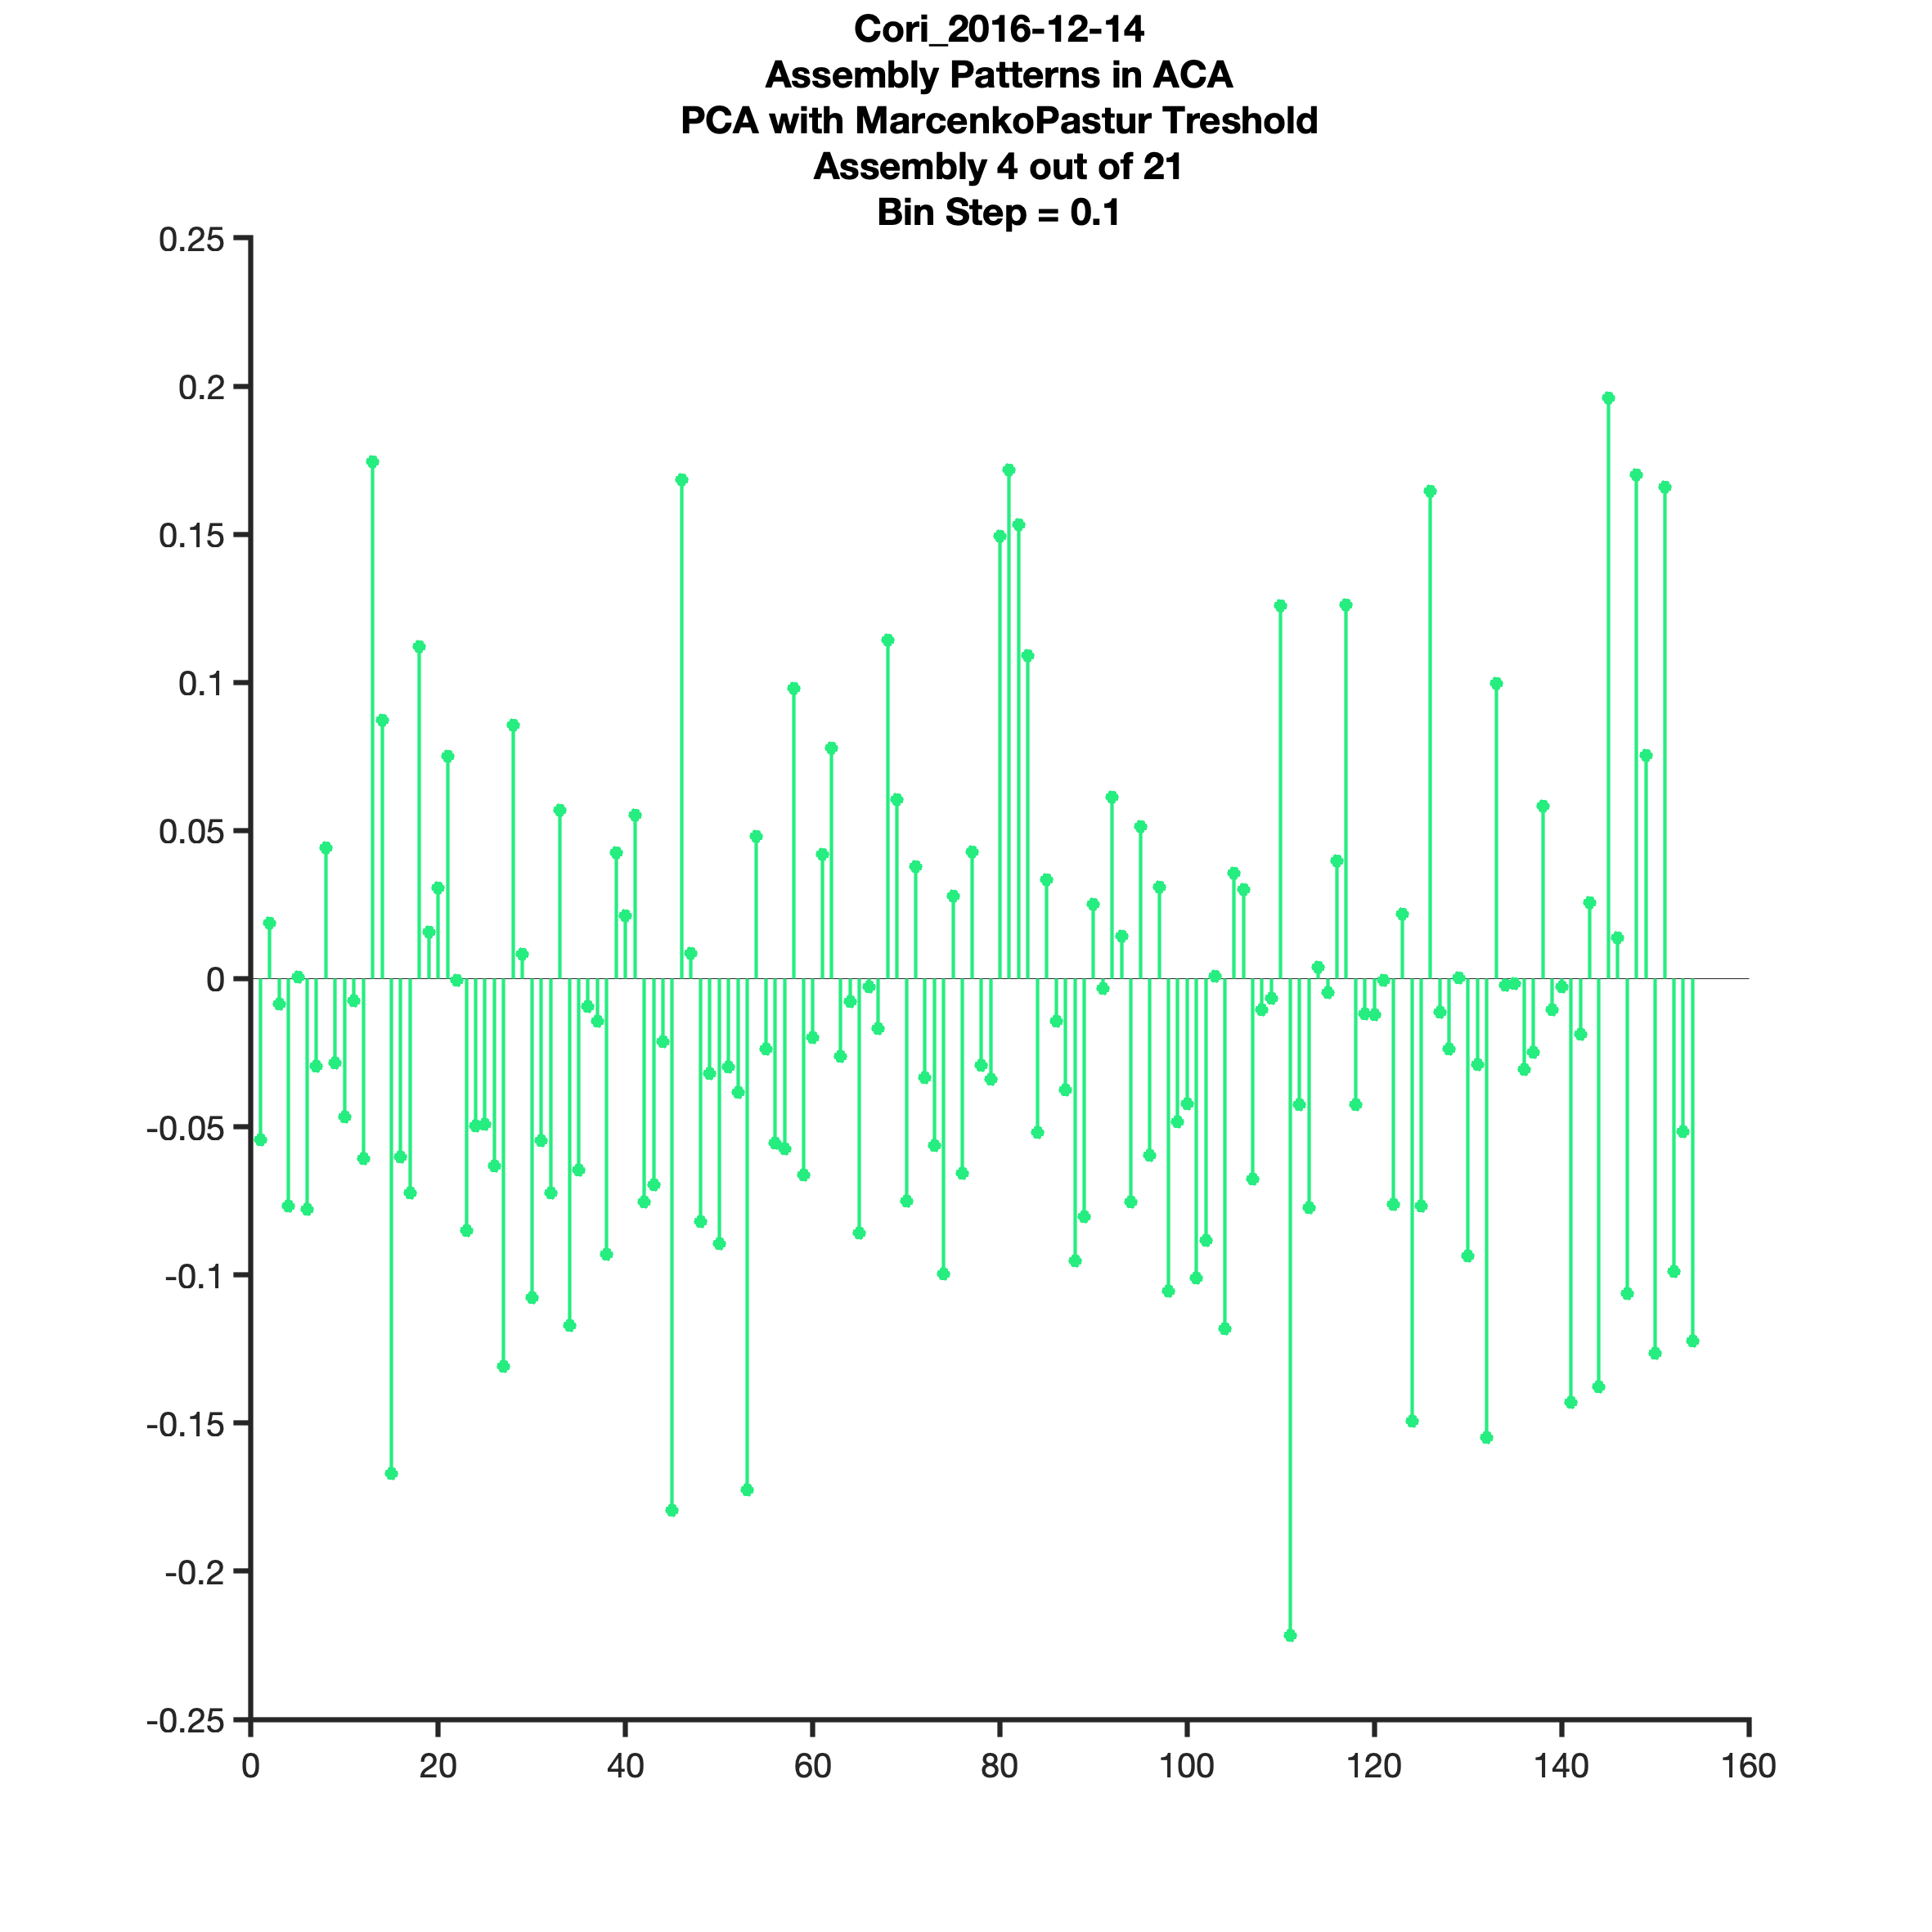 Cori_2016-12-14
Assembly Patterns in ACA
PCA with MarcenkoPastur Treshold
Assembly 4 out of 21
Bin Step = 0.1
0.25
0.2
0.15
0.1
0.05
0
-0.05
-0.1
-0.15
-0.2
-0.25
0 20 40 60 80 100 120 140 160